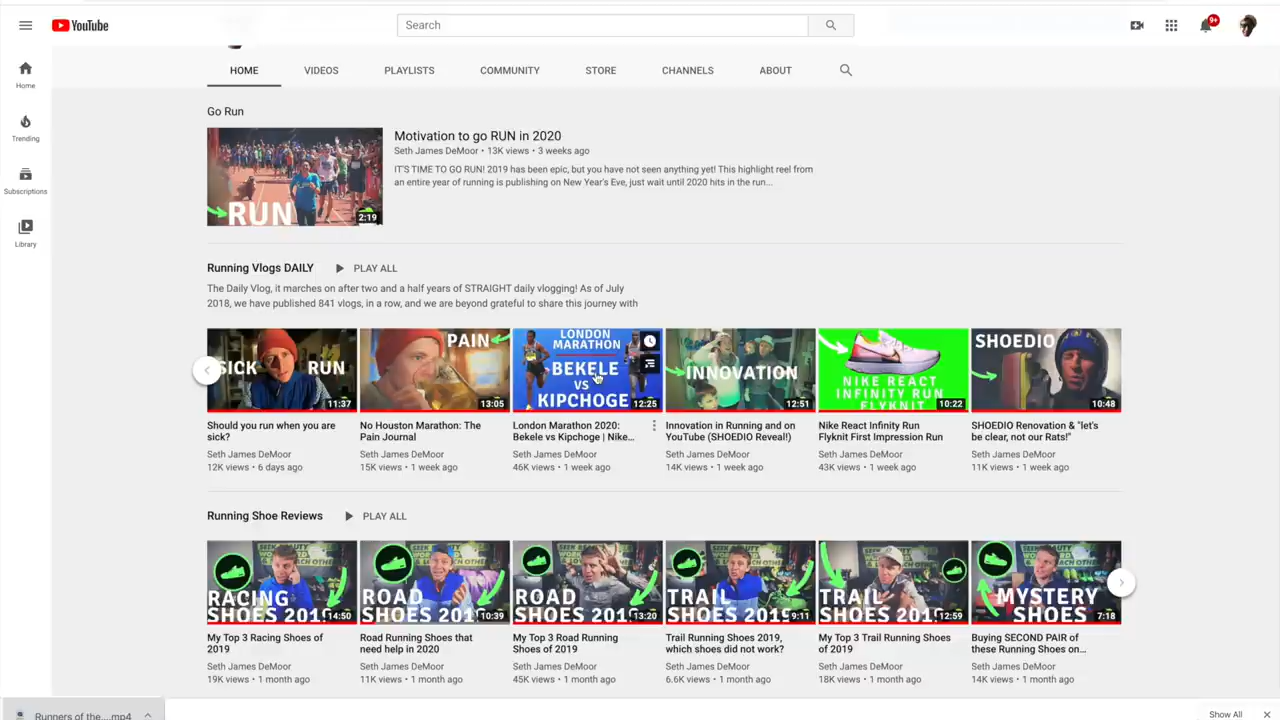 YouTube
Search
9+
HOME
VIDEOS
PLAYLISTS
COMMUNITY
STORE
CHANNELS
ABOUT
Home
Trending
Subscriptions
Library
Go Run
RUN
2:19
Motivation to go RUN in 2020
Seth James DeMoor • 13K views • 3 weeks ago
IT'S TIME TO GO RUN! 2019 has been epic, but you have not seen anything yet! This highlight reel from
an entire year of running is publishing on New Year's Eve, just wait until 2020 hits in the run...
Running Vlogs DAILY
PLAY ALL
The Daily Vlog, it marches on after two and a half years of STRAIGHT daily vlogging! As of July
2018, we have published 841 vlogs, in a row, and we are beyond grateful to share this journey with
SICK RUN
11:37
Should you run when you are
sick?
Seth James DeMoor
12K views • 6 days ago
PAIN
13:05
No Houston Marathon: The
Pain Journal
Seth James DeMoor
15K views • 1 week ago
LONDON
MARATHON
BEKELE
VS
KIPCHOGE
12:25
London Marathon 2020:
Bekele vs Kipchoge | Nike...
Seth James DeMoor
46K views • 1 week ago
INNOVATION
12:51
Innovation in Running and on
YouTube (SHOEDIO Reveal!)
Seth James DeMoor
14K views • 1 week ago
NIKE REACT
INFINITY RUN
FLYKNIT
10:22
Nike React Infinity Run
Flyknit First Impression Run
Seth James DeMoor
43K views • 1 week ago
SHOEDIO
10:48
SHOEDIO Renovation & "let's
be clear, not our Rats!"
Seth James DeMoor
11K views • 1 week ago
Running Shoe Reviews
PLAY ALL
RACING
SHOES 2019
14:50
My Top 3 Racing Shoes of
2019
Seth James DeMoor
19K views • 1 month ago
ROAD
SHOES 2019
10:39
Road Running Shoes that
need help in 2020
Seth James DeMoor
11K views • 1 month ago
ROAD
SHOES 2019
13:20
My Top 3 Road Running
Shoes of 2019
Seth James DeMoor
45K views • 1 month ago
TRAIL
SHOES 2019
9:11
Trail Running Shoes 2019,
which shoes did not work?
Seth James DeMoor
6.6K views • 1 month ago
TRAIL
SHOES 2019
12:59
My Top 3 Trail Running Shoes
of 2019
Seth James DeMoor
18K views • 1 month ago
MYSTERY
SHOES
7:18
Buying SECOND PAIR of
these Running Shoes on...
Seth James DeMoor
14K views • 1 month ago
Runners of the....mp4
Show All